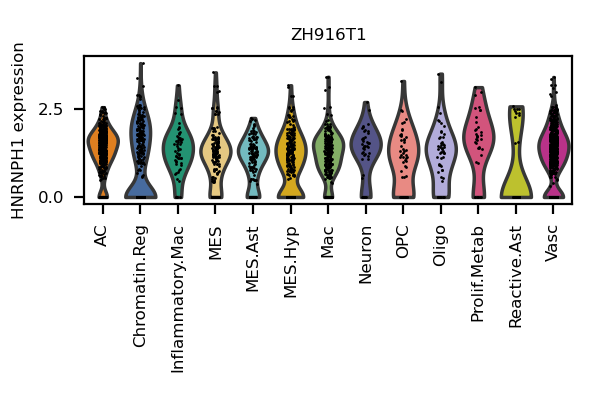 ZH916T1
HNRNPH1 expression
2.5
0.0
AC
Chromatin.Reg
Inflammatory.Mac
MES
MES.Ast
MES.Hyp
Mac
Neuron
OPC
Oligo
Prolif.Metab
Reactive.Ast
Vasc